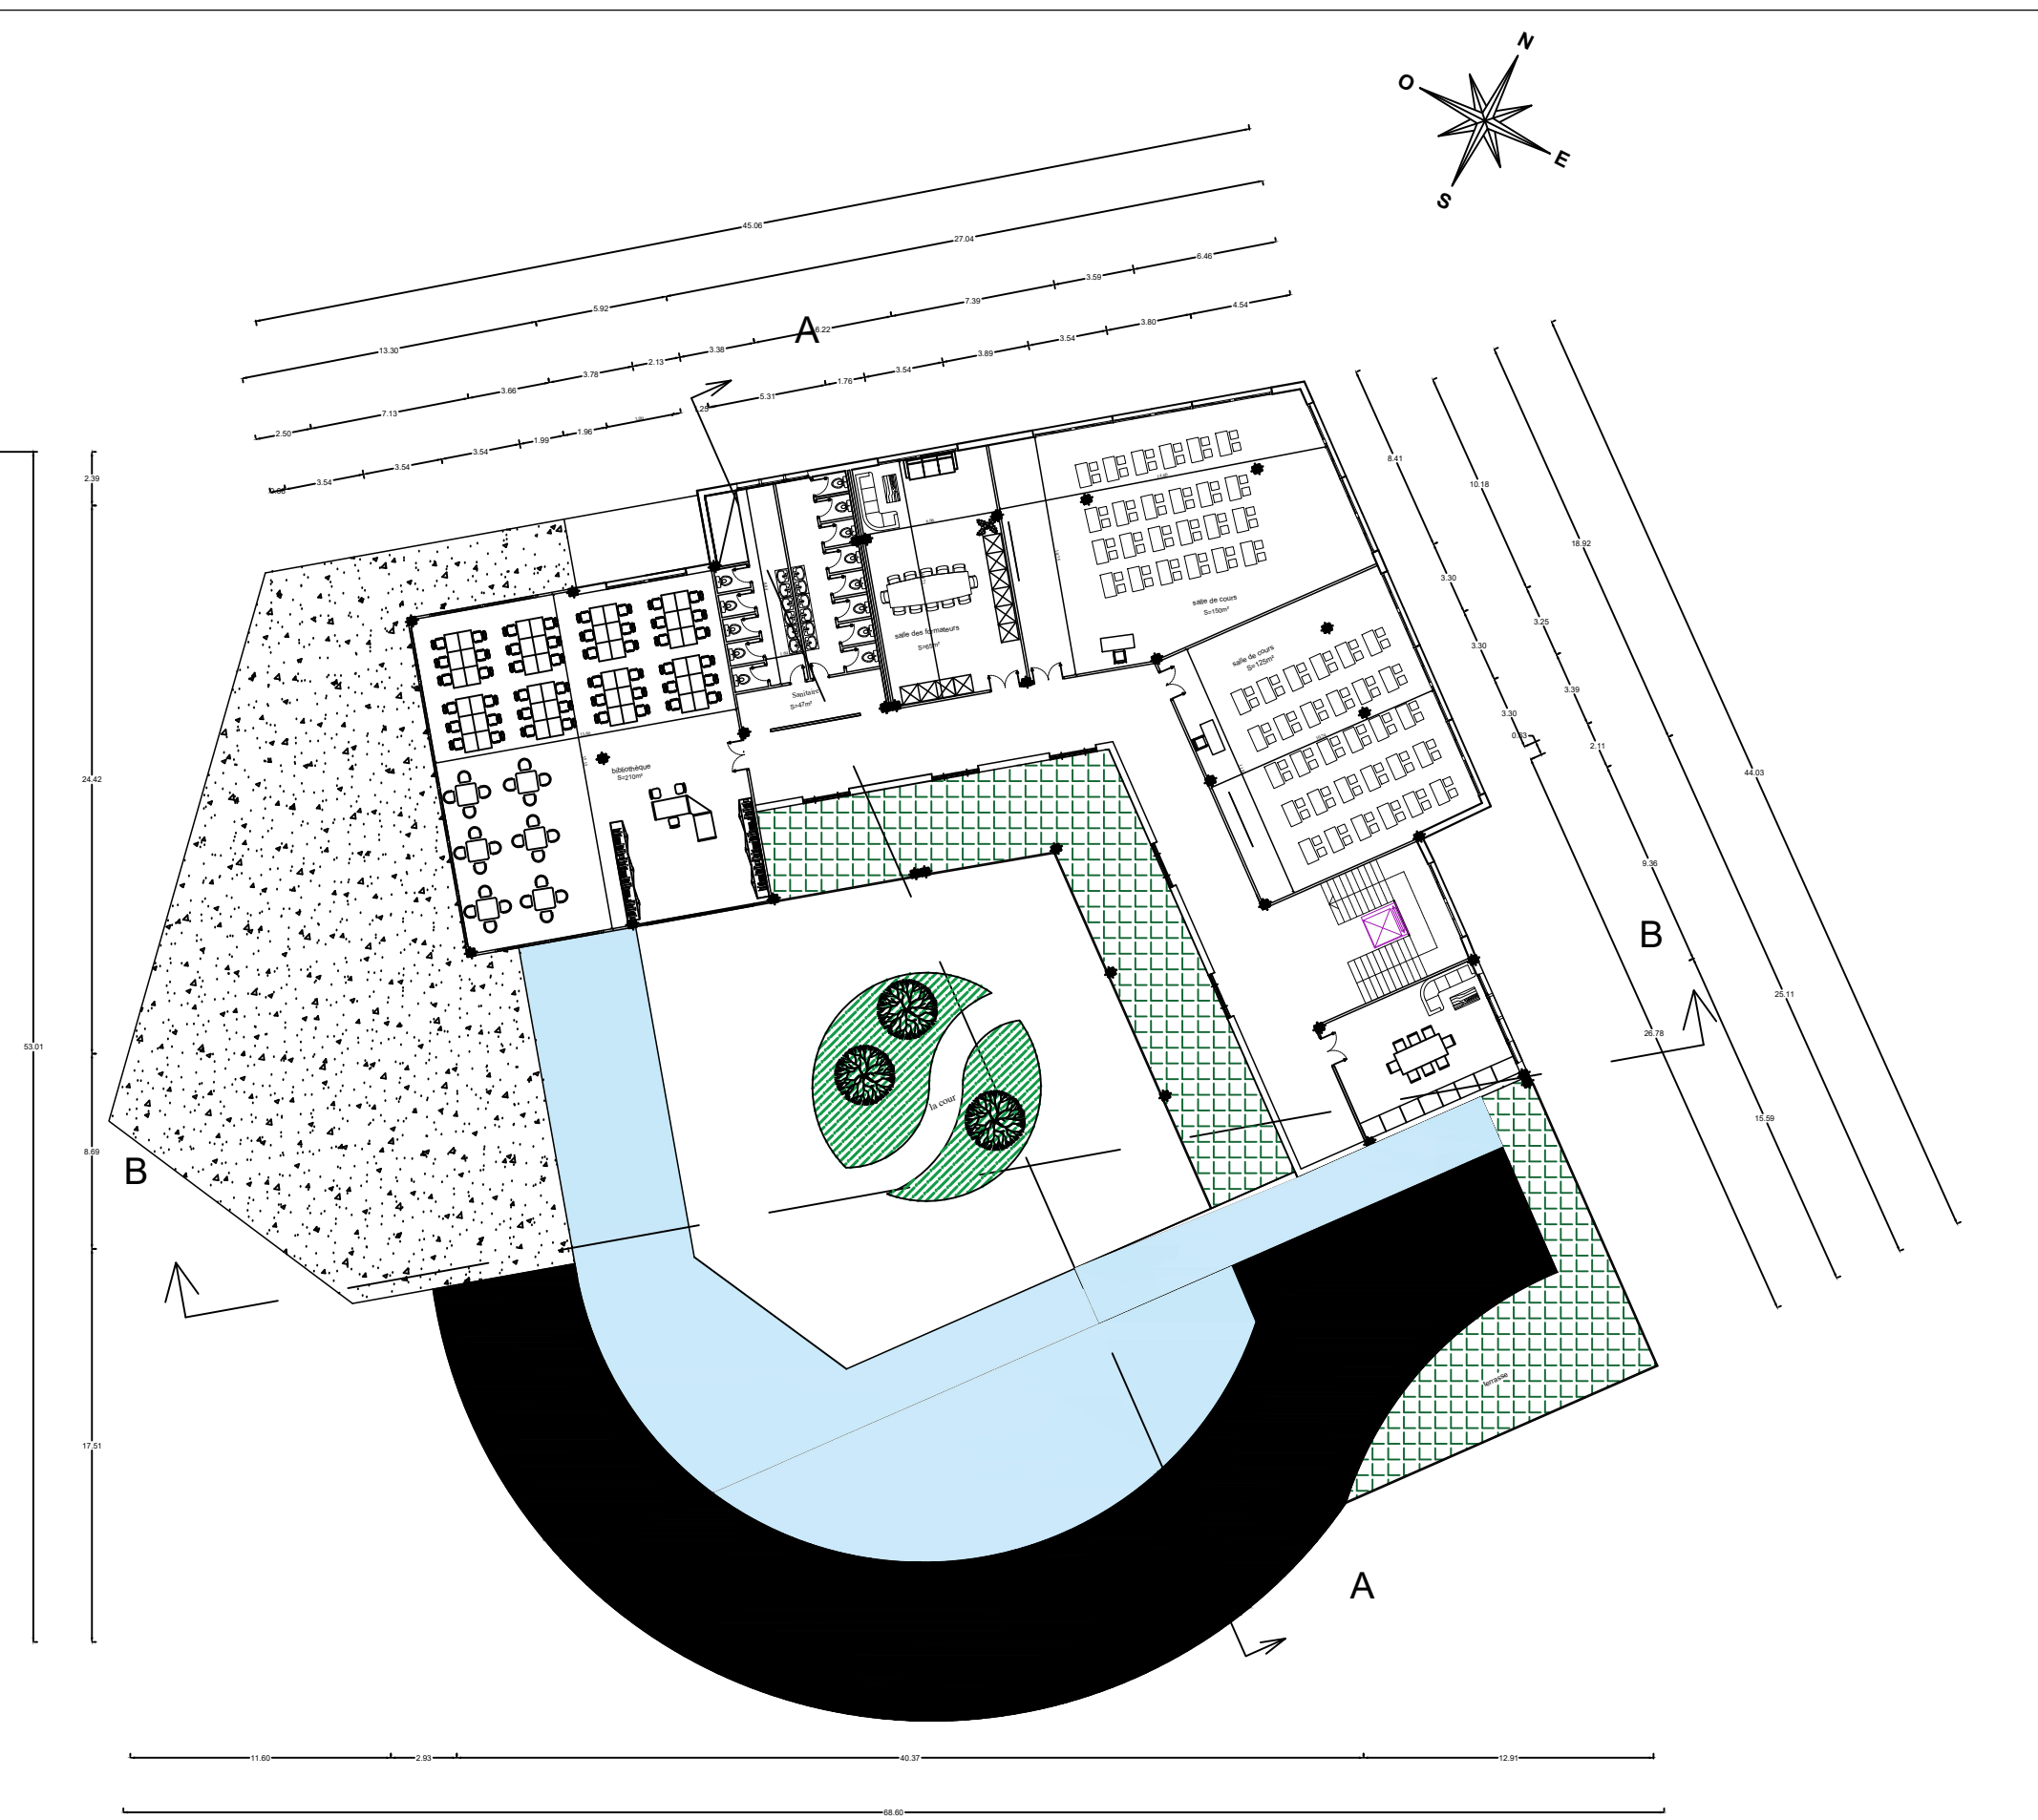 N
O
E
S
45.06
27.04
5.92
13.30
6.46
3.59
7.39
A
6.22
3.38
2.13
3.78
3.66
7.13
2.50
4.54
3.80
3.54
3.89
3.54
1.76
5.31
1.96
1.99
3.54
3.54
3.54
2.39
24.42
53.01
8.69
17.51
8.41
10.18
18.92
3.30
3.25
3.30
3.39
3.30
0.63
2.11
44.03
9.36
25.11
26.78
15.59
salle de cours
S=150m²
salle de cours
S=125m²
salle des formateurs
S=65m²
Sanitaire
S=47m²
bibliothèque
S=210m²
la cour
terrasse
B
B
A
11.60
2.93
40.37
12.91
68.60